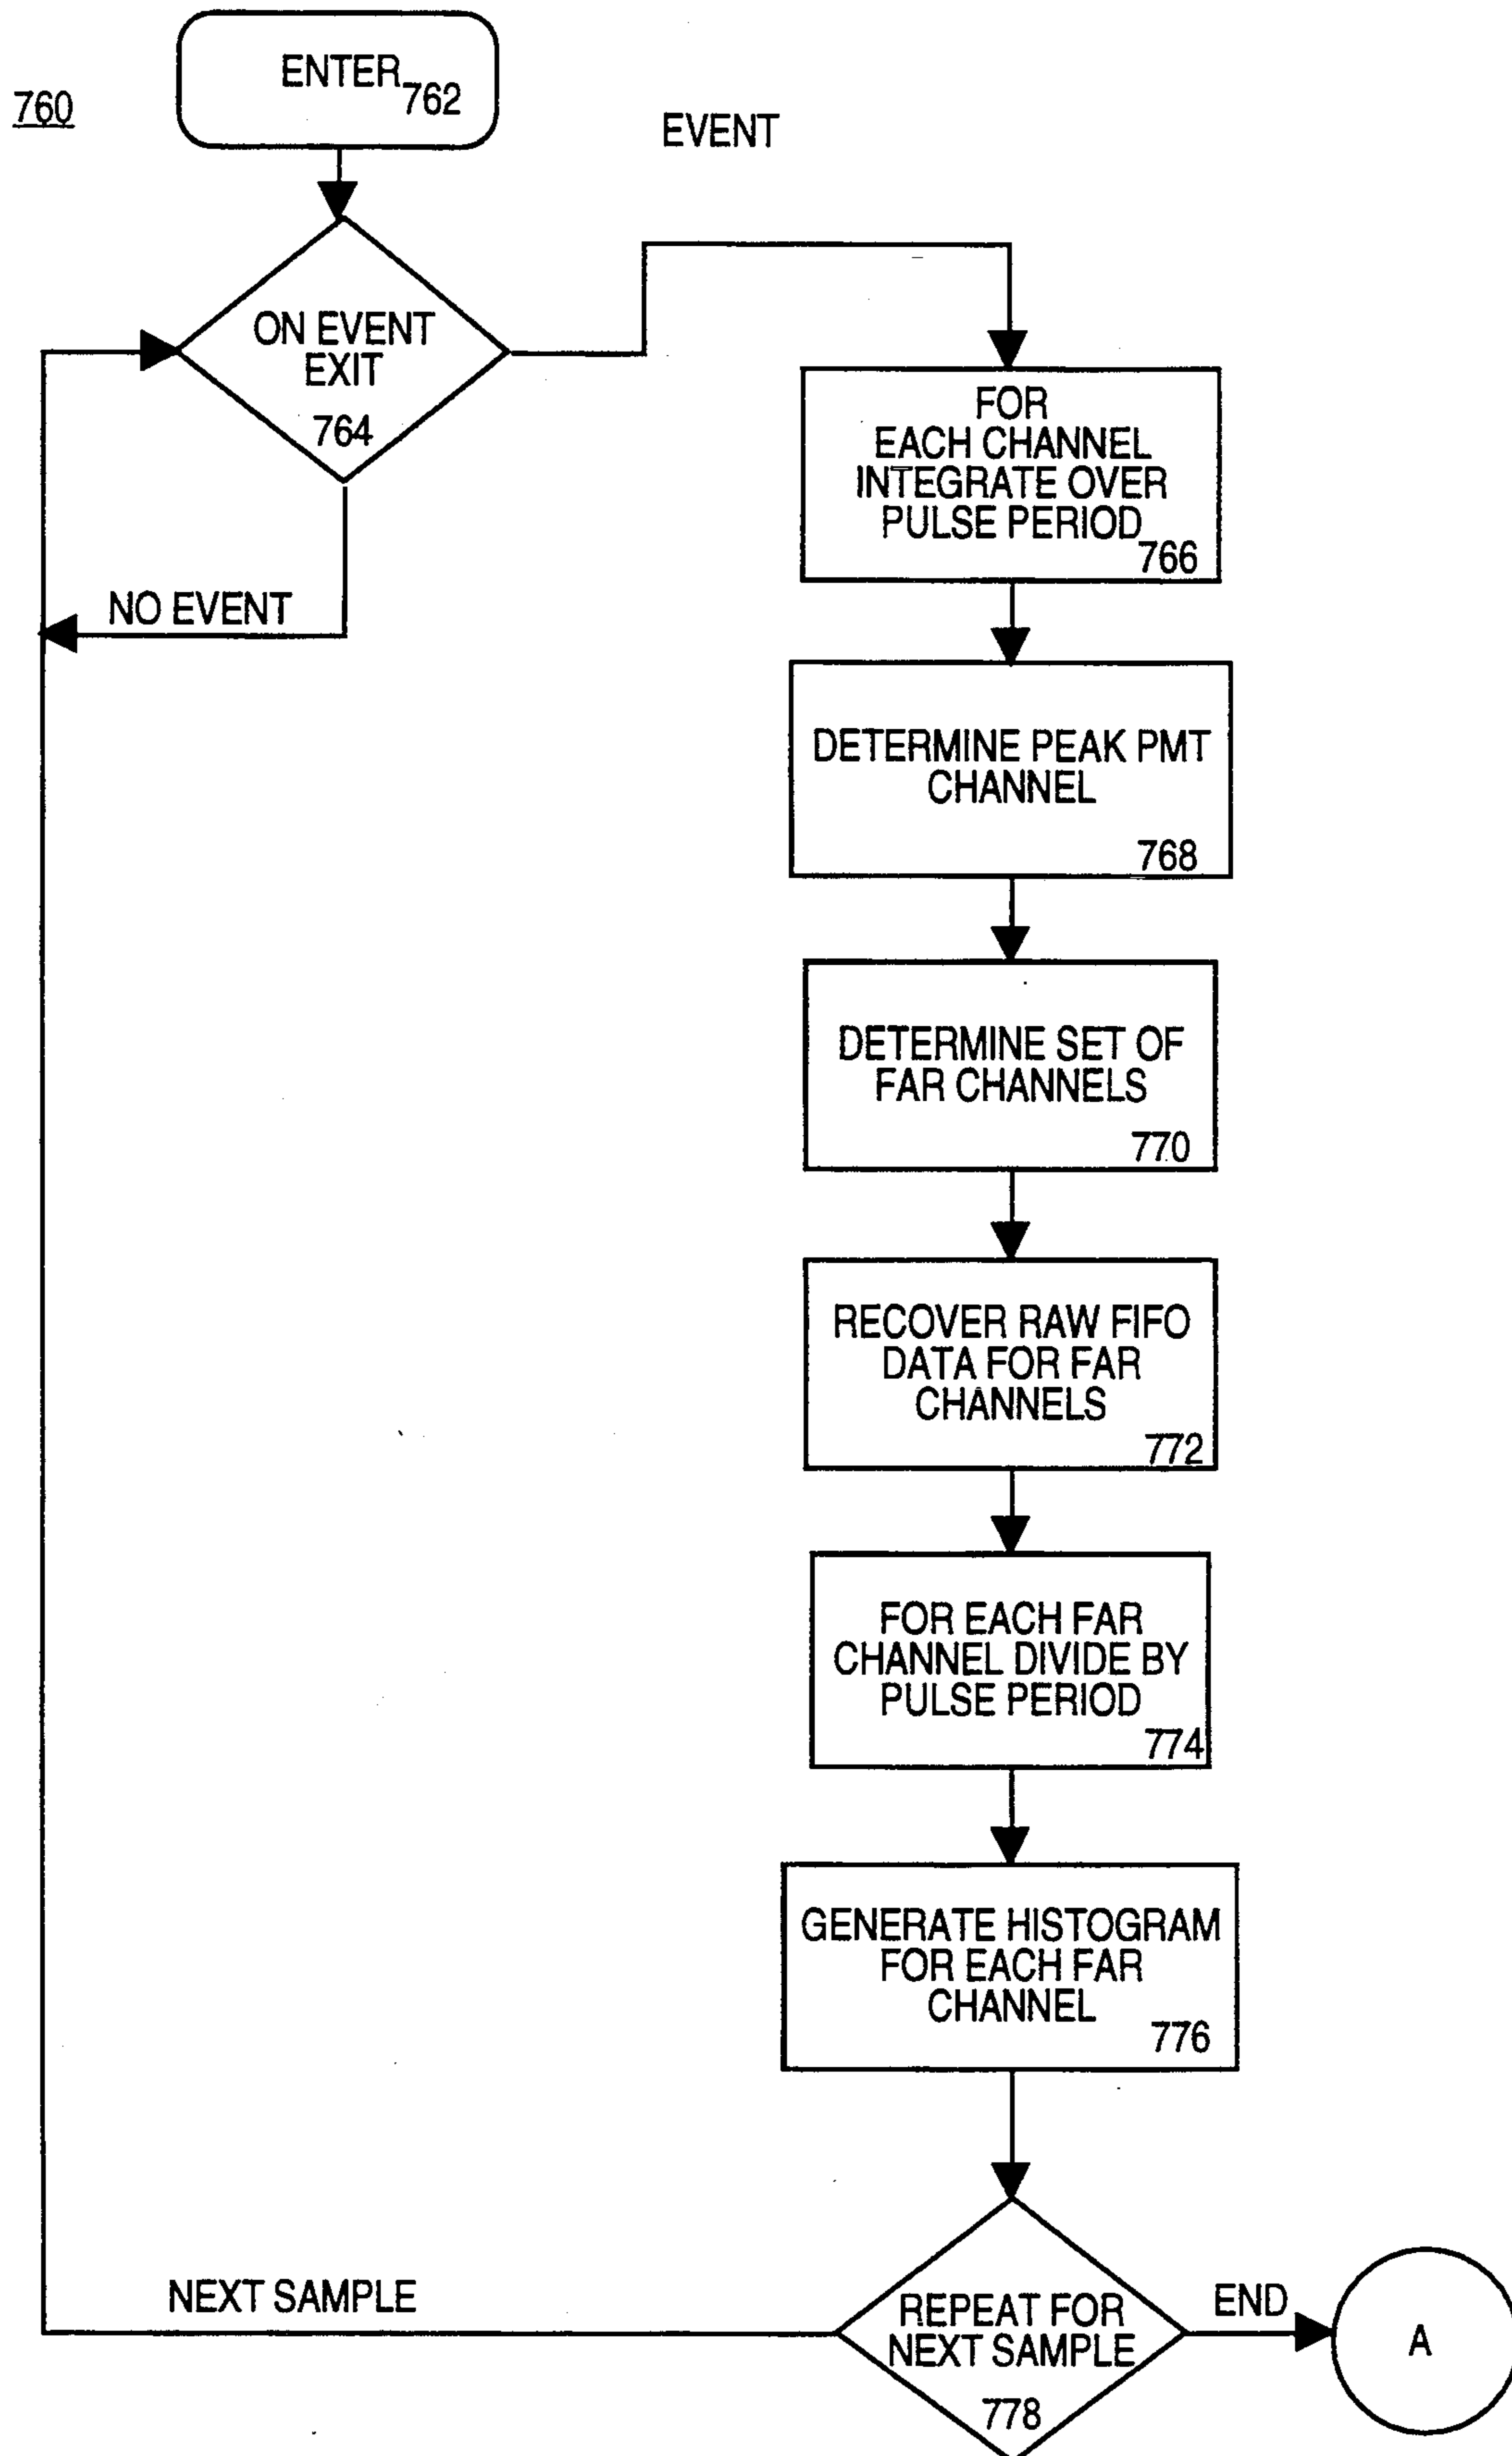 760
ENTER
762
EVENT
ON EVENT
EXIT
764
NO EVENT
FOR
EACH CHANNEL
INTEGRATE OVER
PULSE PERIOD
766
DETERMINE PEAK PMT
CHANNEL
768
DETERMINE SET OF
FAR CHANNELS
770
RECOVER RAW FIFO
DATA FOR FAR
CHANNELS
772
FOR EACH FAR
CHANNEL DIVIDE BY
PULSE PERIOD
774
GENERATE HISTOGRAM
FOR EACH FAR
CHANNEL
776
NEXT SAMPLE
REPEAT FOR
NEXT SAMPLE
778
END
A